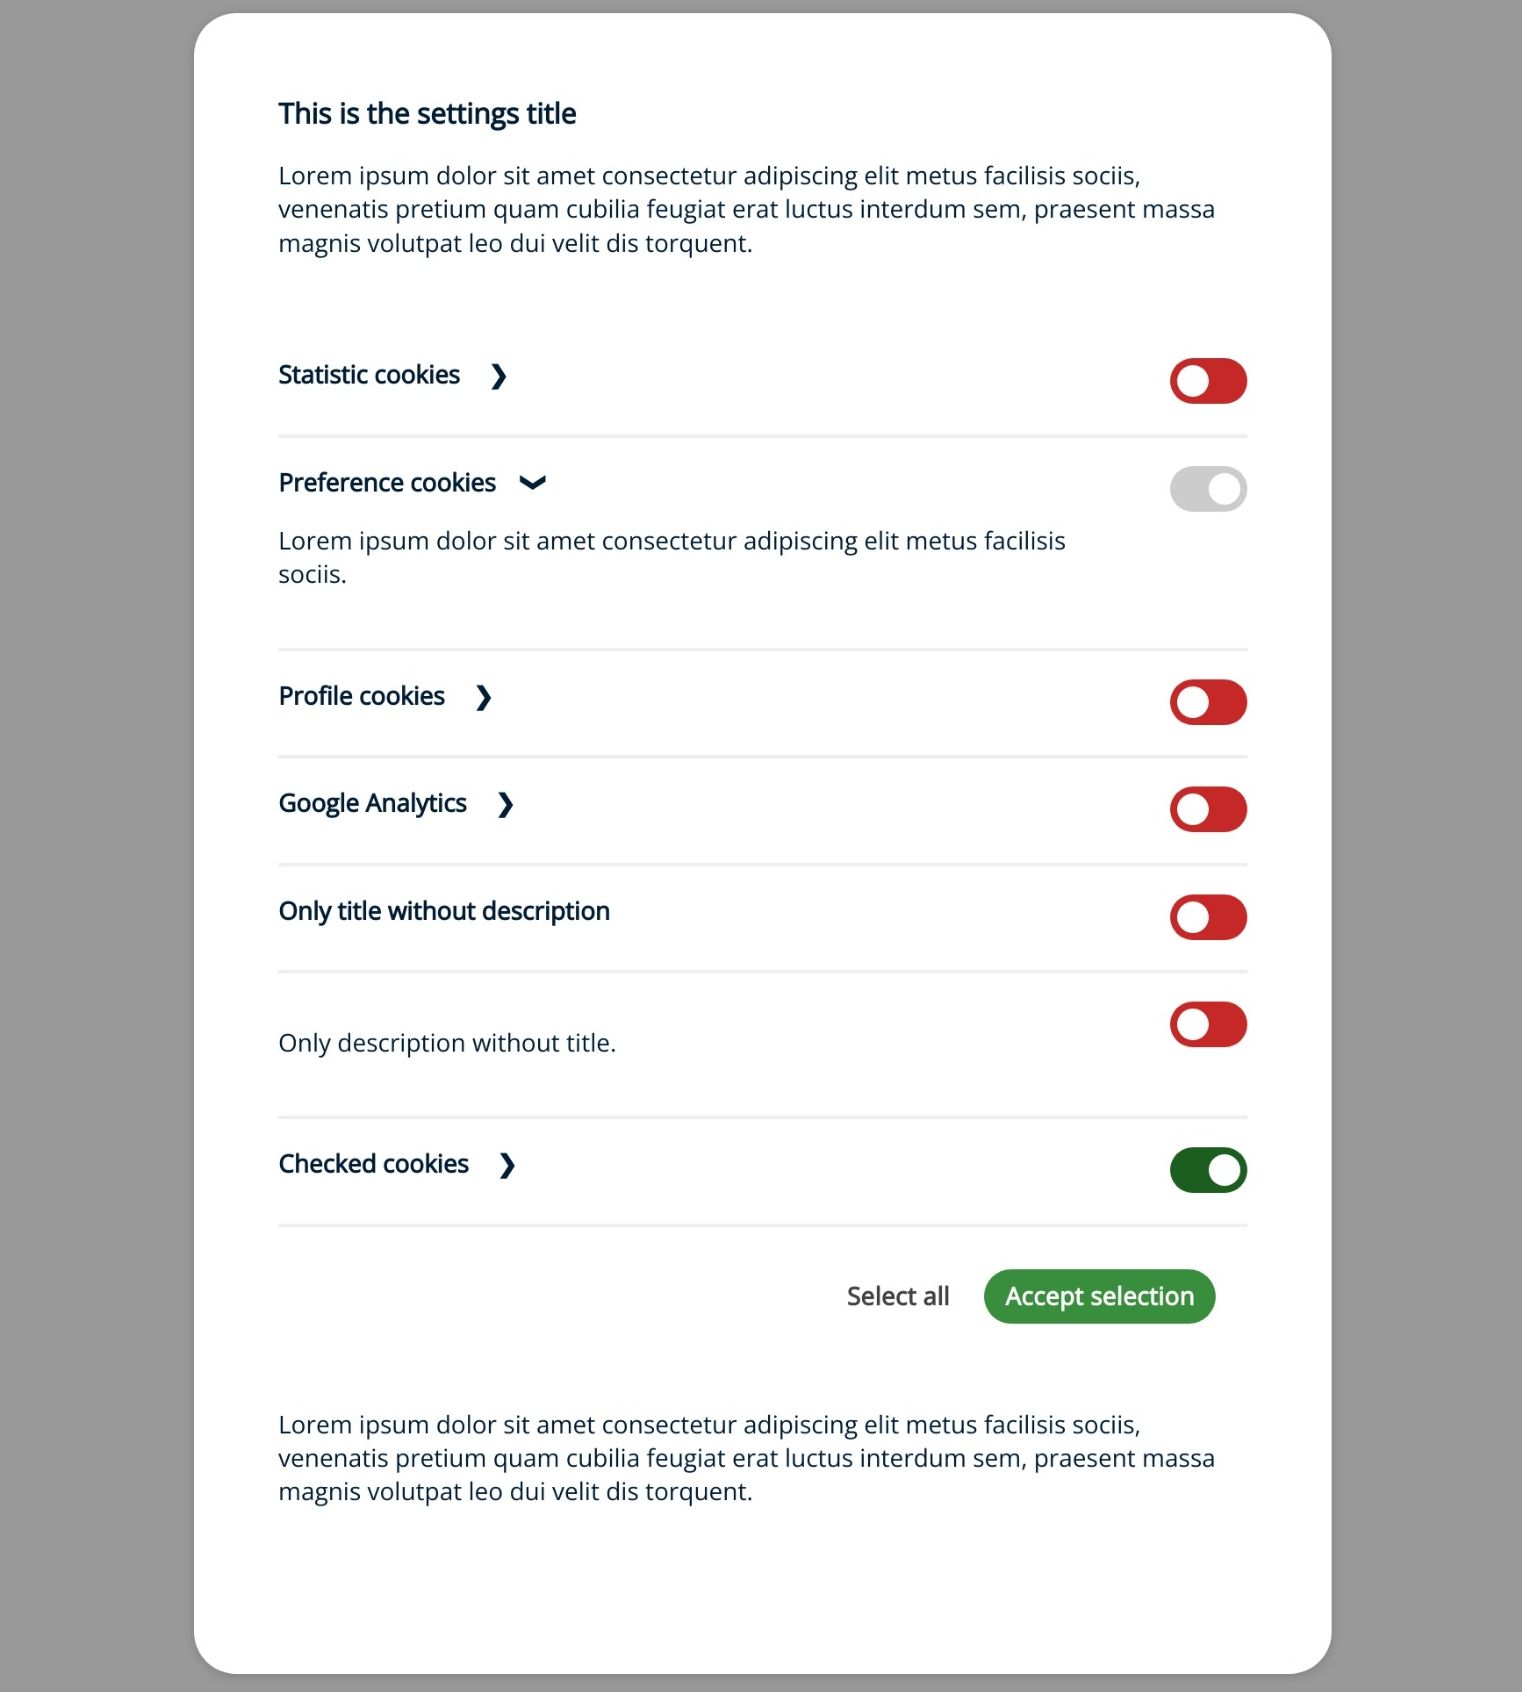 This is the settings title
Lorem ipsum dolor sit amet consectetur adipiscing elit metus facilisis sociis,
venenatis pretium quam cubilia feugiat erat luctus interdum sem, praesent massa
magnis volutpat leo dui velit dis torquent.
Statistic cookies
Preference cookies
Lorem ipsum dolor sit amet consectetur adipiscing elit metus facilisis
sociis.
Profile cookies
Google Analytics
Only title without description
Only description without title.
Checked cookies
Select all Accept selection
Lorem ipsum dolor sit amet consectetur adipiscing elit metus facilisis sociis,
venenatis pretium quam cubilia feugiat erat luctus interdum sem, praesent massa
magnis volutpat leo dui velit dis torquent.